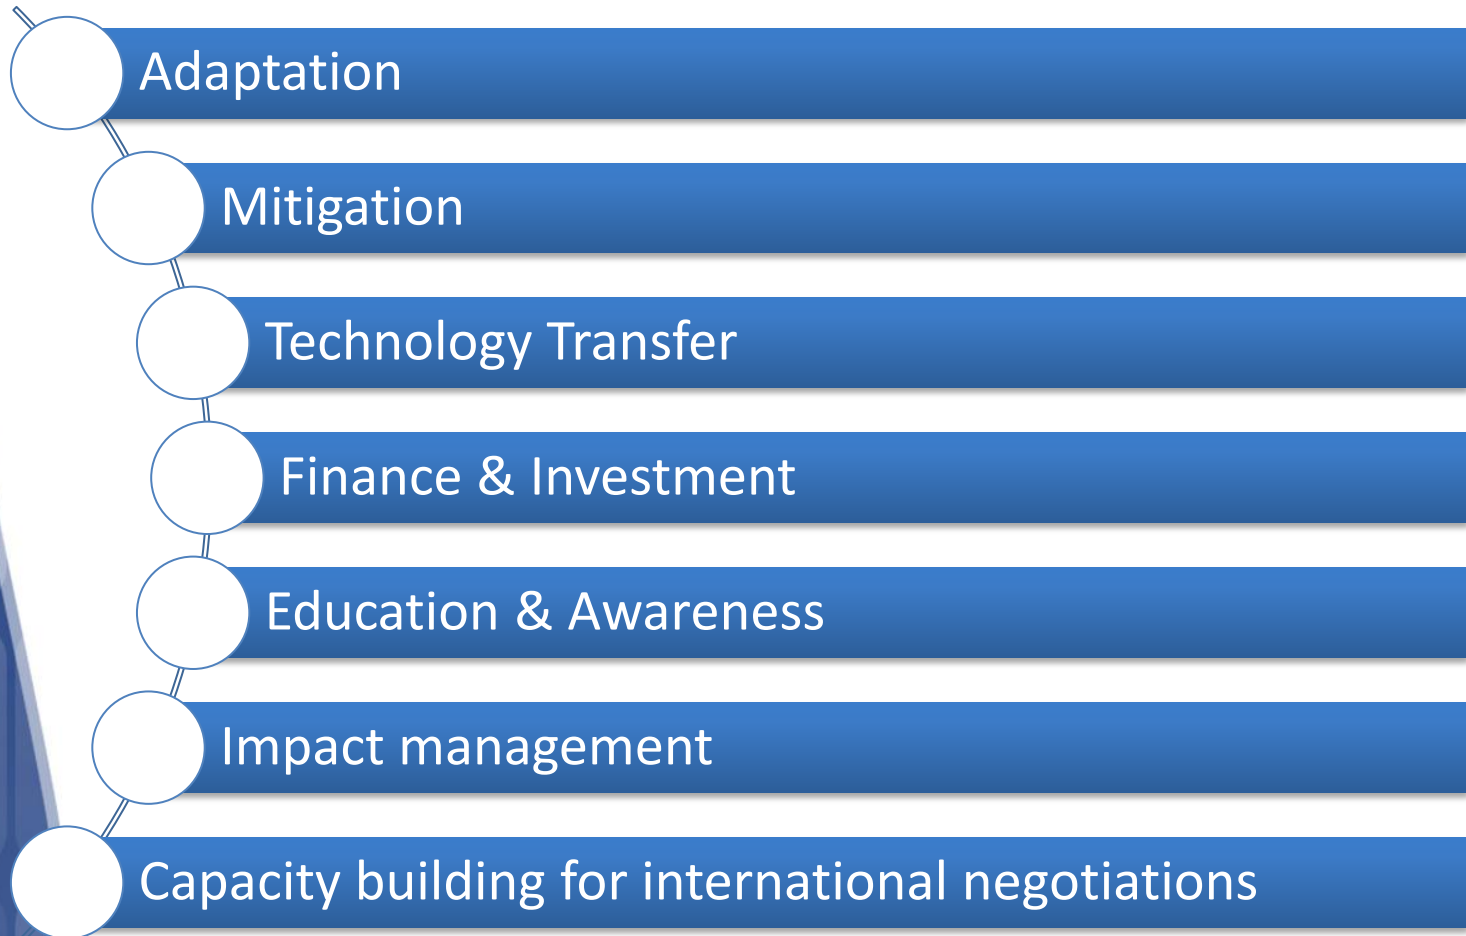 Adaptation
Mitigation
Technology Transfer
Finance & Investment
Education & Awareness
Impact management
Capacity building for international negotiations